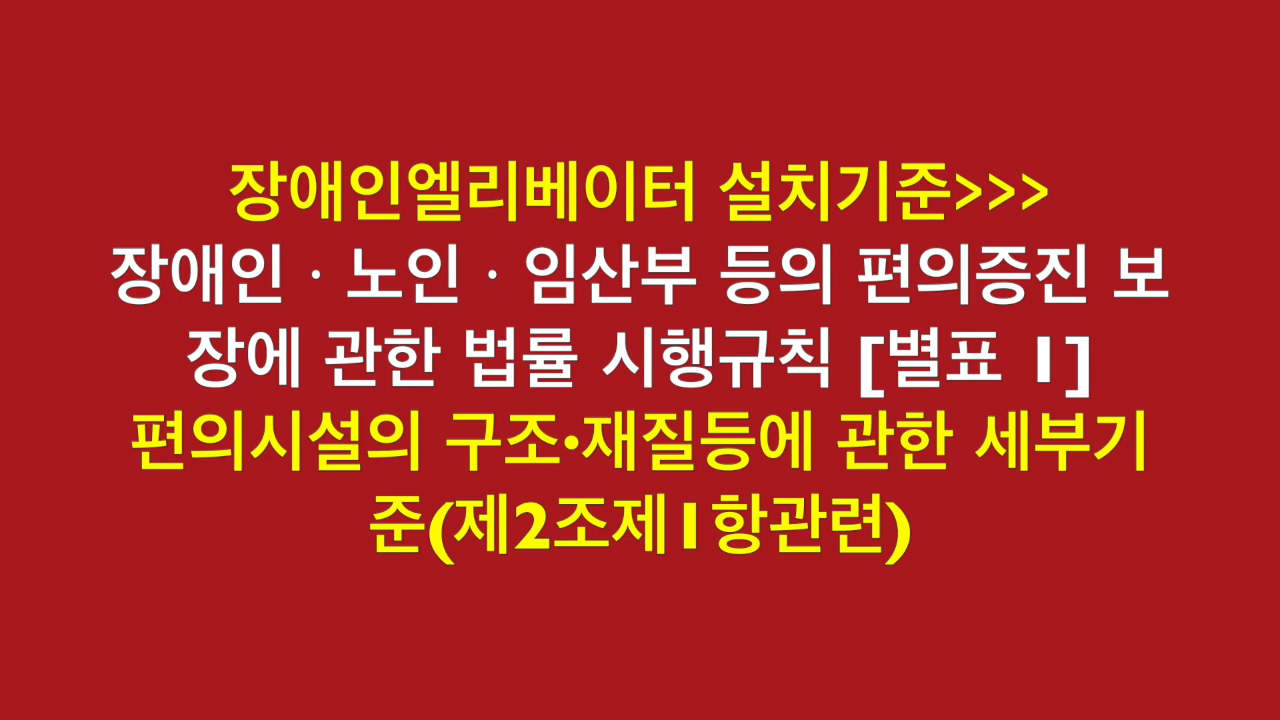 장애인엘리베이터 설치기준>>>
장애인 · 노인 · 임산부 등의 편의증진 보
장에 관한 법률 시행규칙 [별표 1]
편의시설의 구조•재질등에 관한 세부기
준(제2조제1항관련)